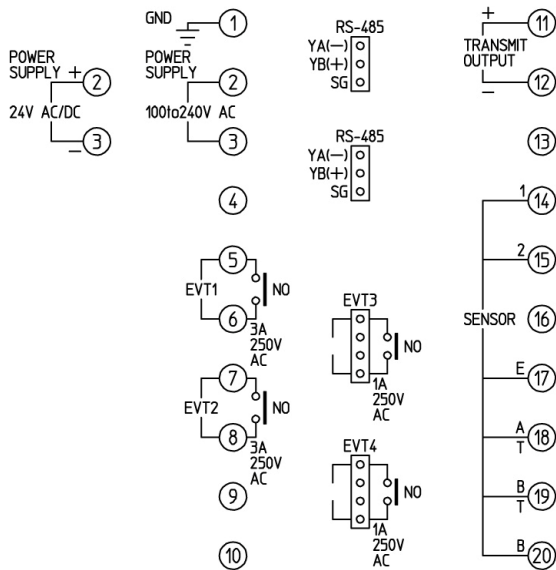 GND
1
POWER
SUPPLY +
2
24V AC/DC
–
3
POWER
SUPPLY
2
100to240V AC
3
4
5
EVT1
NO
6
3A
250V
AC
7
EVT2
NO
8
3A
250V
AC
9
10
RS-485
YA(–)
YB(+)
SG
RS-485
YA(–)
YB(+)
SG
EVT3
NO
1A
250V
AC
EVT4
NO
1A
250V
AC
+
11
TRANSMIT
OUTPUT
–
12
13
1
14
2
15
SENSOR
16
E
17
A
T
18
B
T
19
B
20